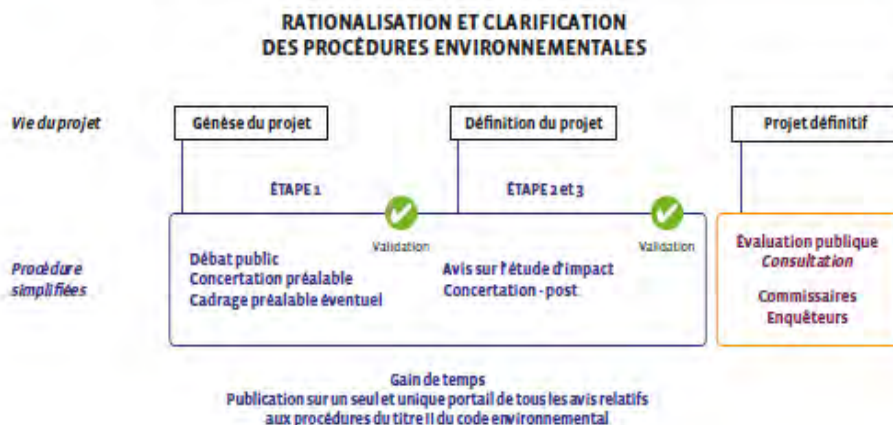 RATIONALISATION ET CLARIFICATION
DES PROCÉDURES ENVIRONNEMENTALES
Vie du projet
Génèse du projet
Définition du projet
Projet définitif
ÉTAPE 1
ÉTAPE 2 et 3
Validation
Validation
Procédure
simplifiées
Débat public
Concertation préalable
Cadrage préalable éventuel
Avis sur l'étude d'impact
Concertation - post
Évaluation publique
Consultation
Commissaires
Enquêteurs
Gain de temps
Publication sur un seul et unique portail de tous les avis relatifs
aux procédures du titre II du code environnemental